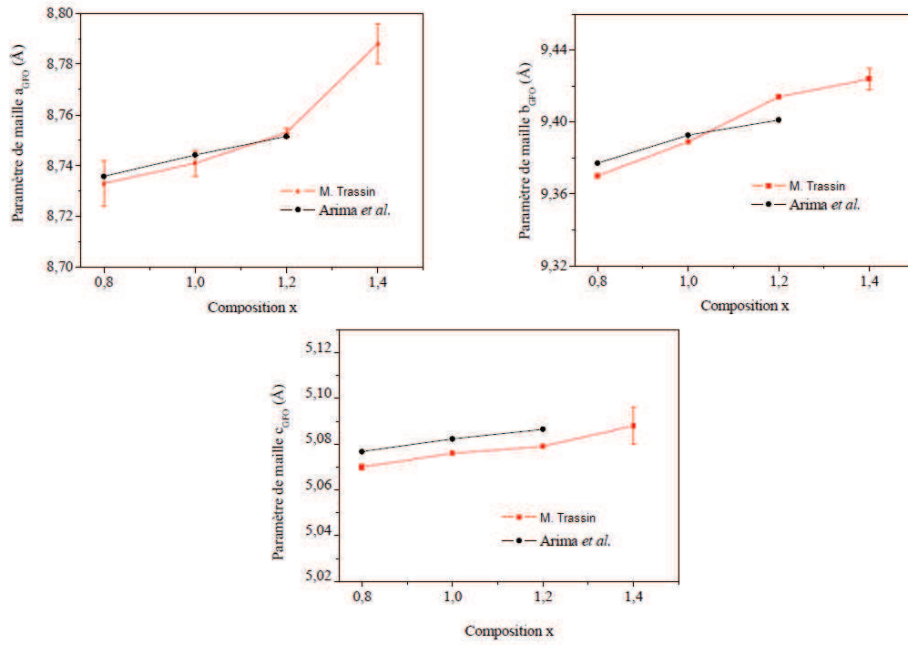 8,80
8,78
8,76
8,74
8,72
8,70
Paramètre de maille a_GFO (Å)
M. Trassin
Arima et al.
0,8 1,0 1,2 1,4
Composition x
9,44
9,40
9,36
9,32
Paramètre de maille b_GFO (Å)
M. Trassin
Arima et al.
0,8 1,0 1,2 1,4
Composition x
5,12
5,10
5,08
5,06
5,04
5,02
Paramètre de maille c_GFO (Å)
M. Trassin
Arima et al.
0,8 1,0 1,2 1,4
Composition x